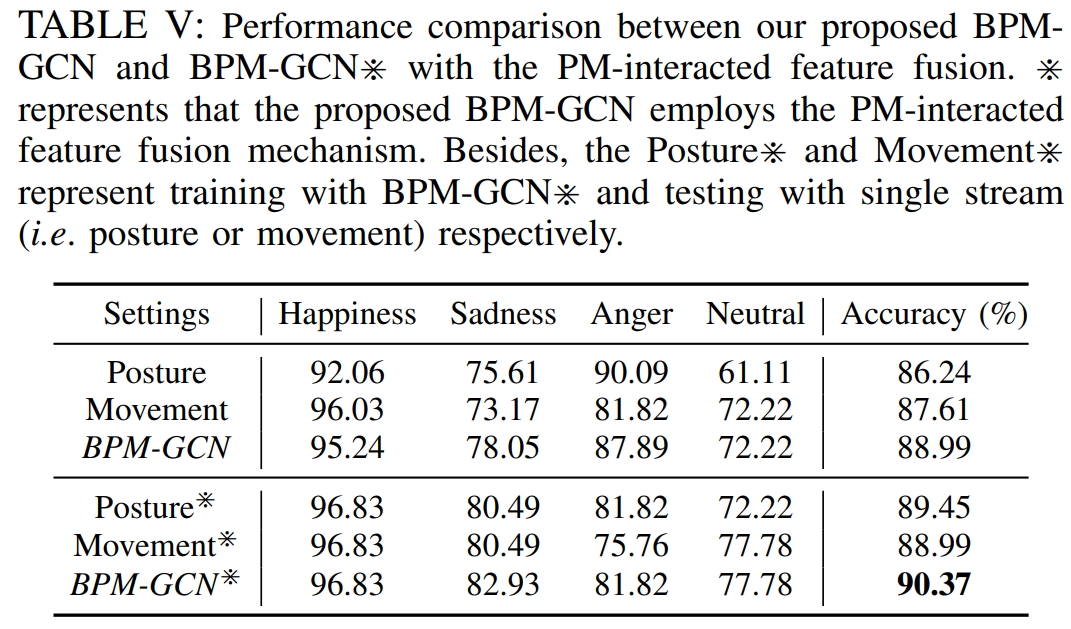 TABLE V: Performance comparison between our proposed BPM-
GCN and BPM-GCN※ with the PM-interacted feature fusion. ※
represents that the proposed BPM-GCN employs the PM-interacted
feature fusion mechanism. Besides, the Posture※ and Movement※
represent training with BPM-GCN※ and testing with single stream
(i.e. posture or movement) respectively.
Settings Happiness Sadness Anger Neutral Accuracy (%)
Posture 92.06 75.61 90.09 61.11 86.24
Movement 96.03 73.17 81.82 72.22 87.61
BPM-GCN 95.24 78.05 87.89 72.22 88.99
Posture※ 96.83 80.49 81.82 72.22 89.45
Movement※ 96.83 80.49 75.76 77.78 88.99
BPM-GCN※ 96.83 82.93 81.82 77.78 90.37